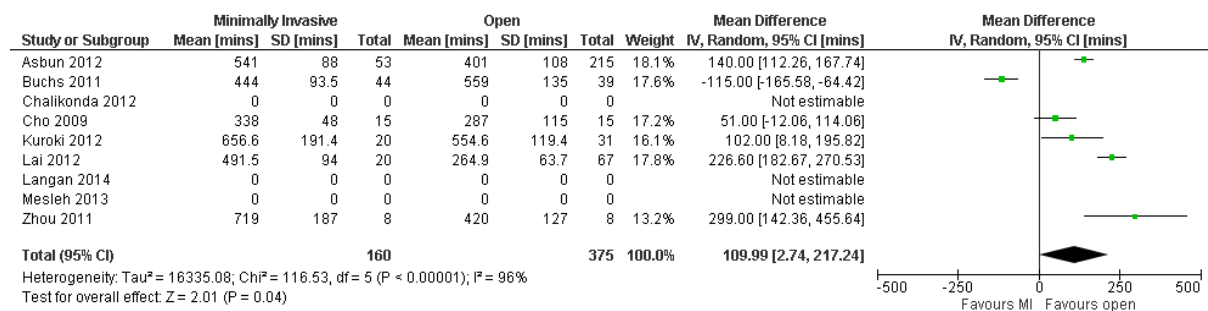 Minimally Invasive Open Mean Difference Mean Difference
Study or Subgroup Mean [mins] SD [mins] Total Mean [mins] SD [mins] Total Weight IV, Random, 95% CI [mins] IV, Random, 95% CI [mins]
Asbun 2012 541 88 53 401 108 215 18.1% 140.00 [112.26, 167.74]
Buchs 2011 444 93.5 44 559 135 39 17.6% -115.00 [-165.58, -64.42]
Chalikonda 2012 0 0 0 0 0 0 Not estimable
Cho 2009 338 48 15 287 115 15 17.2% 51.00 [-12.06, 114.06]
Kuroki 2012 656.6 191.4 20 554.6 119.4 31 16.1% 102.00 [8.18, 195.82]
Lai 2012 491.5 94 20 264.9 63.7 67 17.8% 226.60 [182.67, 270.53]
Langan 2014 0 0 0 0 0 0 Not estimable
Mesleh 2013 0 0 0 0 0 0 Not estimable
Zhou 2011 719 187 8 420 127 8 13.2% 299.00 [142.36, 455.64]
Total (95% CI) 160 375 100.0% 109.99 [2.74, 217.24]
Heterogeneity: Tau² = 16335.08; Chi² = 116.53, df = 5 (P < 0.00001); I² = 96%
Test for overall effect: Z = 2.01 (P = 0.04)
-500 -250 0 250 500
Favours MI Favours open